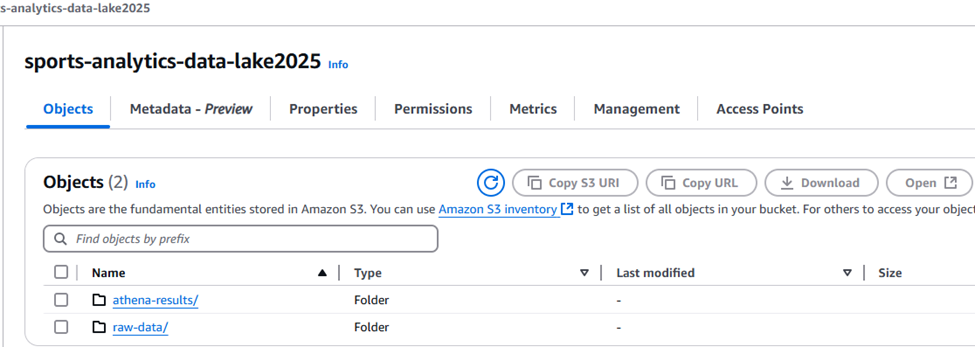 s-analytics-data-lake2025
sports-analytics-data-lake2025 Info
Objects Metadata - Preview Properties Permissions Metrics Management Access Points
Objects (2) Info Copy S3 URI Copy URL Download Open
Objects are the fundamental entities stored in Amazon S3. You can use Amazon S3 inventory to get a list of all objects in your bucket. For others to access your objec
Find objects by prefix
Name Type Last modified Size
athena-results/ Folder -
raw-data/ Folder -